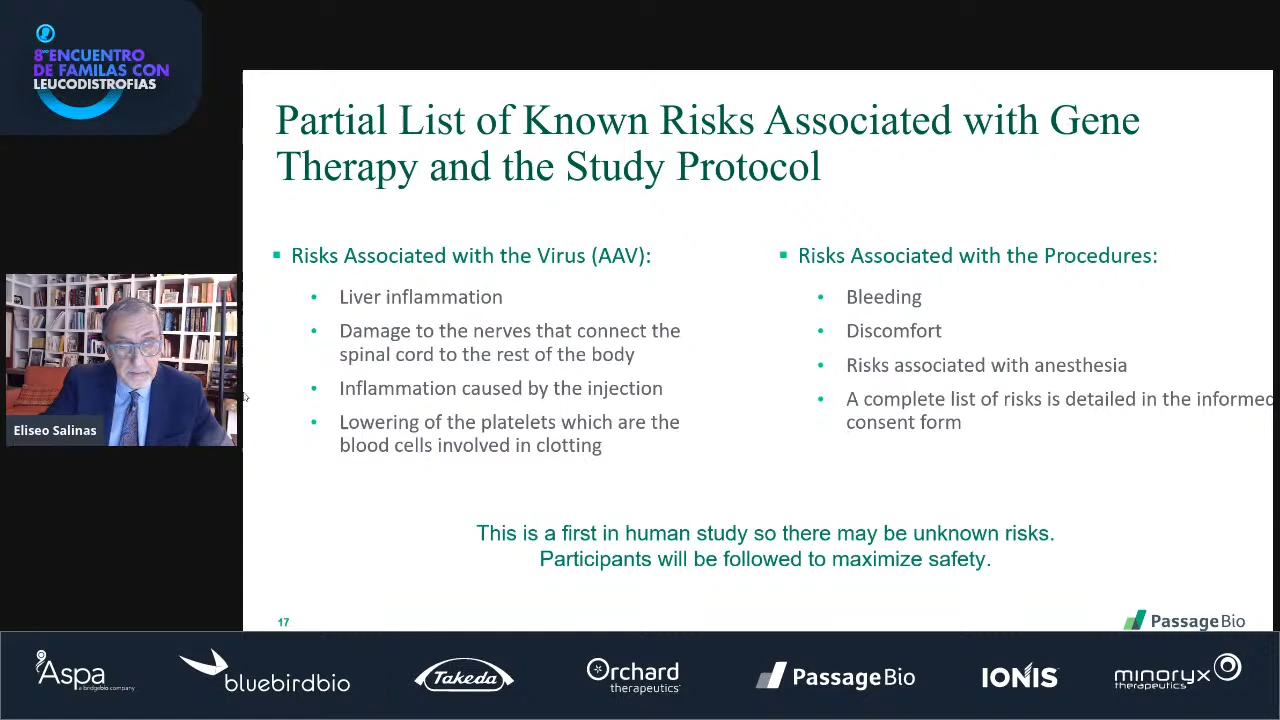 8vo ENCUENTRO
DE FAMILAS CON
LEUCODISTROFIAS
Partial List of Known Risks Associated with Gene
Therapy and the Study Protocol
Risks Associated with the Virus (AAV):
Liver inflammation
Damage to the nerves that connect the
spinal cord to the rest of the body
Inflammation caused by the injection
Lowering of the platelets which are the
blood cells involved in clotting
Risks Associated with the Procedures:
Bleeding
Discomfort
Risks associated with anesthesia
A complete list of risks is detailed in the informed
consent form
Eliseo Salinas
This is a first in human study so there may be unknown risks.
Participants will be followed to maximize safety.
17
PassageBio
Aspa
a bridgebio company
bluebirdbio
Takeda
Orchard
therapeutics
PassageBio
IONIS
minoryx
therapeutics